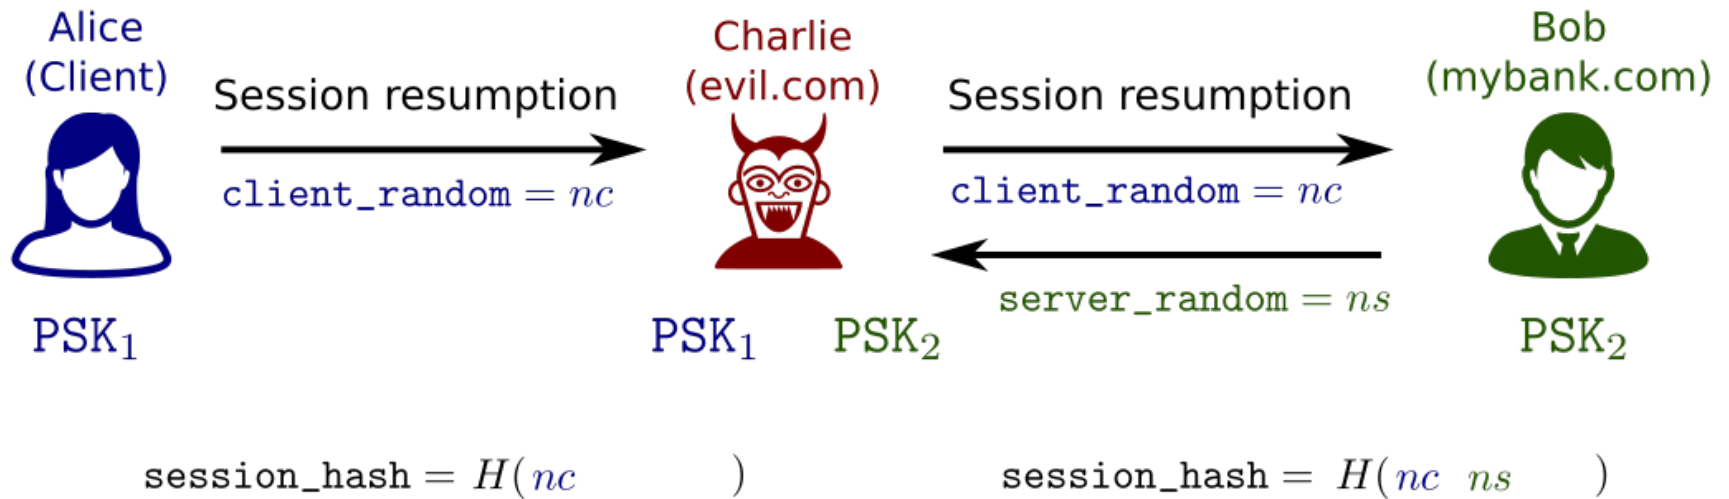 Alice
(Client)
Charlie
(evil.com)
Bob
(mybank.com)
Session resumption
Session resumption
client_random = nc
client_random = nc
server_random = ns
PSK₁
PSK₁
PSK₂
PSK₂
session_hash = H( nc )
session_hash = H( nc ns )